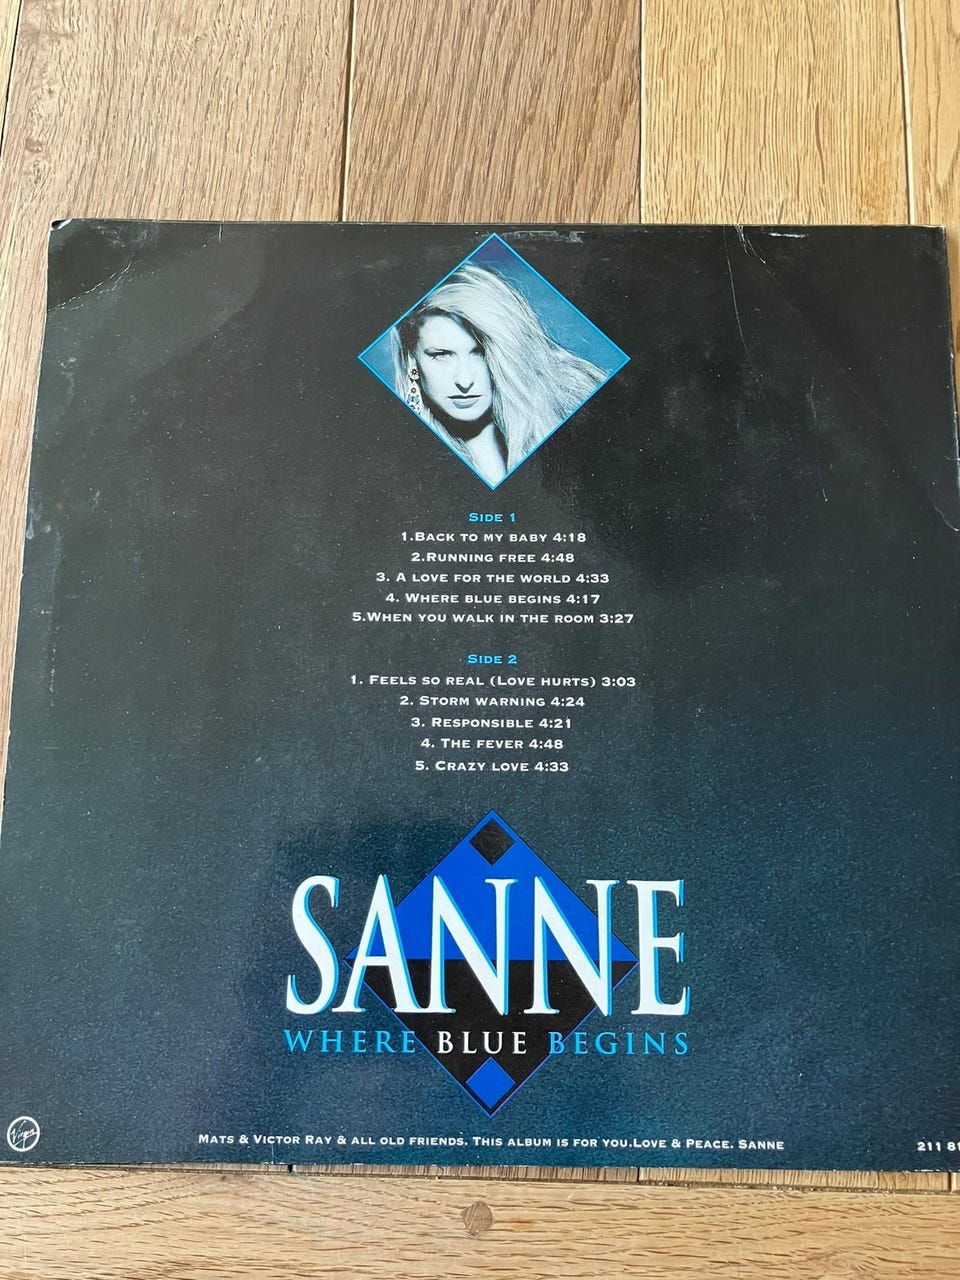 Side 1
1.Back to my baby 4:18
2.Running free 4:48
3. A love for the world 4:33
4. Where blue begins 4:17
5.When you walk in the room 3:27
Side 2
1. Feels so real (Love hurts) 3:03
2. Storm warning 4:24
3. Responsible 4:21
4. The fever 4:48
5. Crazy love 4:33
SANNE
WHERE BLUE BEGINS
Virgin
Mats & Victor Ray & all old friends. This album is for you.Love & Peace. Sanne
211 81